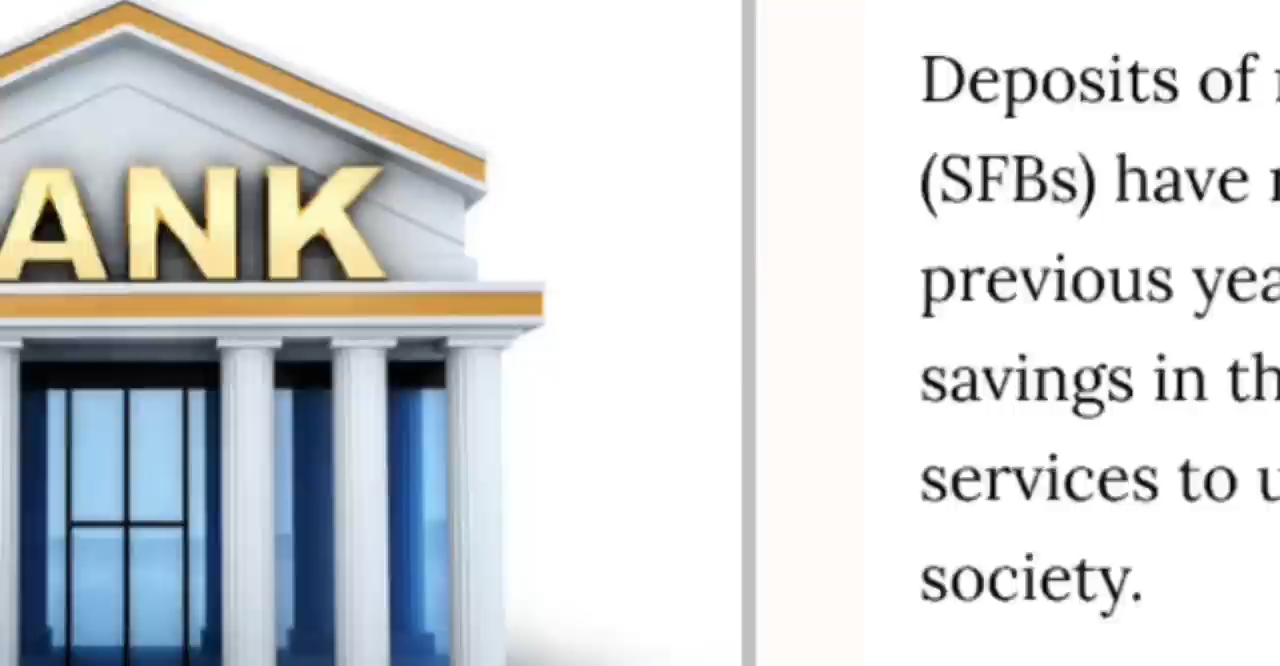 ANK
Deposits of
(SFBs) have
previous yea
savings in th
services to u
society.